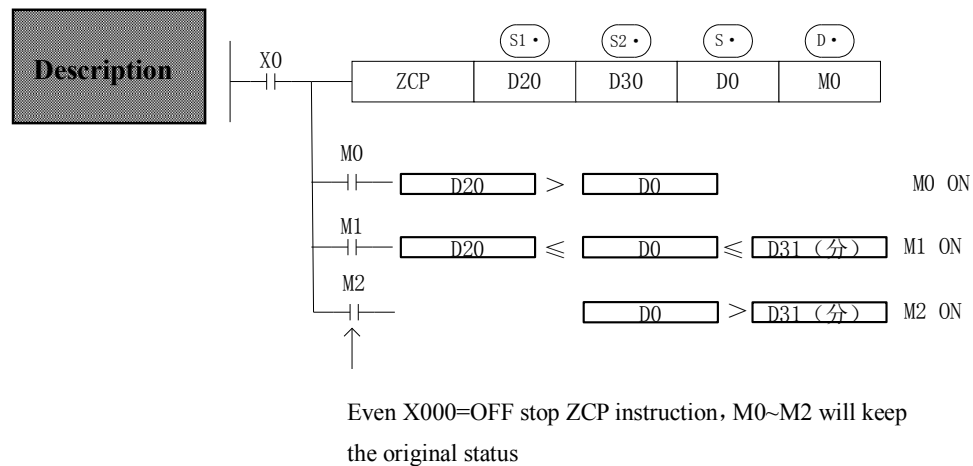 Description
S1· S2· S· D·
X0
ZCP D20 D30 D0 M0
M0
D20 > D0 M0 ON
M1
D20 ≤ D0 ≤ D31（分） M1 ON
M2
D0 > D31（分） M2 ON
Even X000=OFF stop ZCP instruction，M0~M2 will keep
the original status